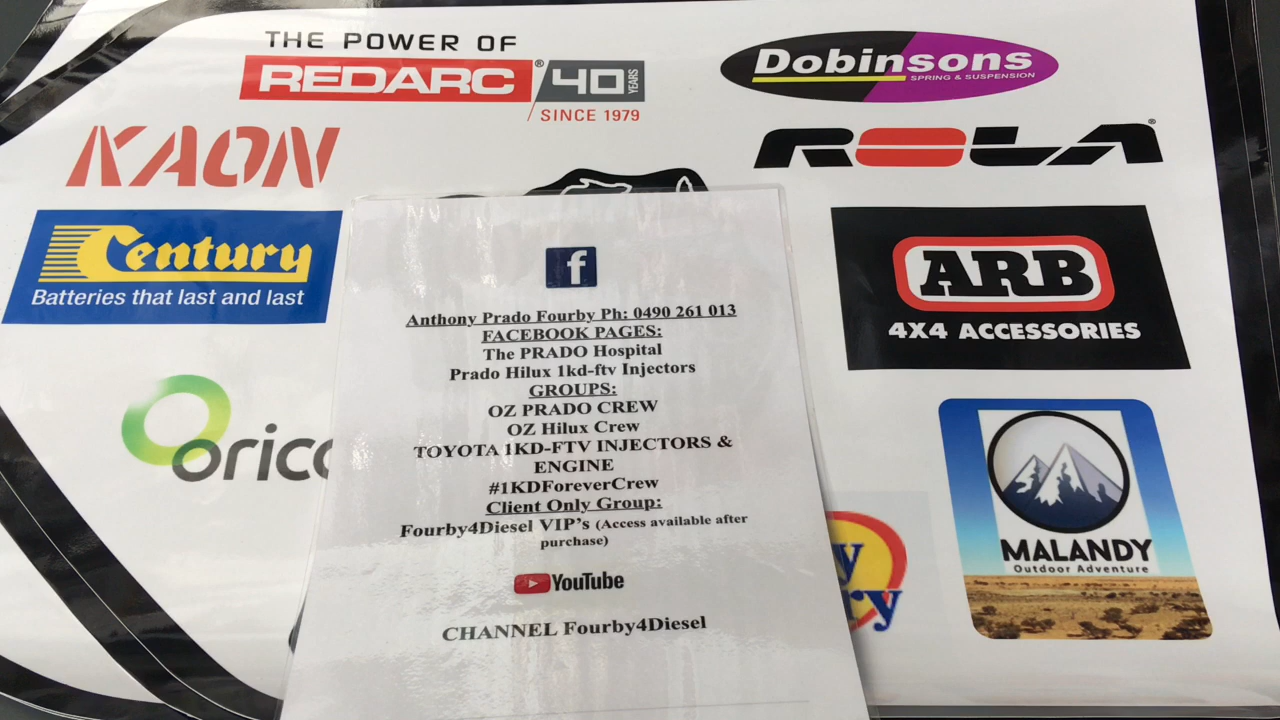 THE POWER OF
REDARC® 40 YEARS
SINCE 1979
Dobinsons
SPRING & SUSPENSION
KAON
ROLA®
Century
Batteries that last and last
ARB
4X4 ACCESSORIES
f
Anthony Prado Fourby Ph: 0490 261 013
FACEBOOK PAGES:
The PRADO Hospital
Prado Hilux 1kd-ftv Injectors
GROUPS:
OZ PRADO CREW
OZ Hilux Crew
TOYOTA 1KD-FTV INJECTORS &
ENGINE
#1KDForeverCrew
Client Only Group:
Fourby4Diesel VIP's (Access available after
purchase)
YouTube
CHANNEL Fourby4Diesel
MALANDY
Outdoor Adventure